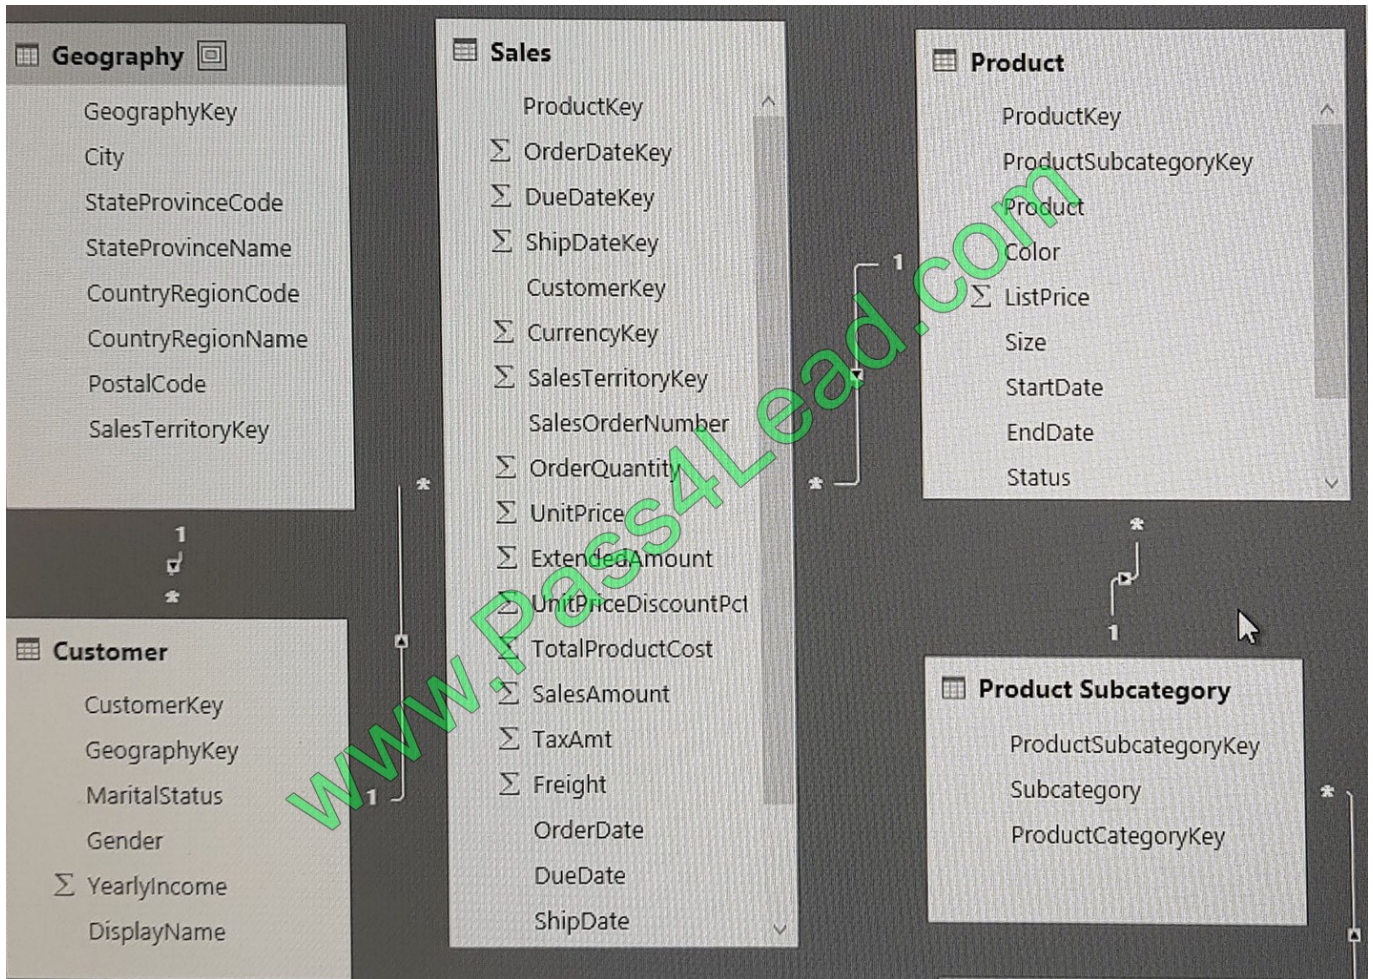 Geography
GeographyKey
City
StateProvinceCode
StateProvinceName
CountryRegionCode
CountryRegionName
PostalCode
SalesTerritoryKey
1
*
Customer
CustomerKey
GeographyKey
MaritalStatus
Gender
Σ YearlyIncome
DisplayName
*
1
Sales
ProductKey
Σ OrderDateKey
Σ DueDateKey
Σ ShipDateKey
CustomerKey
Σ CurrencyKey
Σ SalesTerritoryKey
SalesOrderNumber
Σ OrderQuantity
Σ UnitPrice
Σ ExtendedAmount
Σ UnitPriceDiscountPct
Σ TotalProductCost
Σ SalesAmount
Σ TaxAmt
Σ Freight
OrderDate
DueDate
ShipDate
1
*
Product
ProductKey
ProductSubcategoryKey
Product
Color
Σ ListPrice
Size
StartDate
EndDate
Status
*
1
Product Subcategory
ProductSubcategoryKey
Subcategory
ProductCategoryKey
*
www.Pass4Lead.com